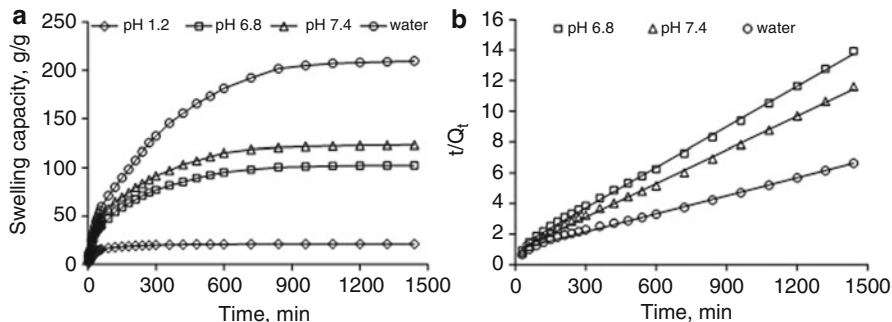 a
pH 1.2 pH 6.8 pH 7.4 water
Swelling capacity, g/g
250
200
150
100
50
0
0 300 600 900 1200 1500
Time, min
b
pH 6.8 pH 7.4 water
t/Qt
16
14
12
10
8
6
4
2
0
0 300 600 900 1200 1500
Time, min